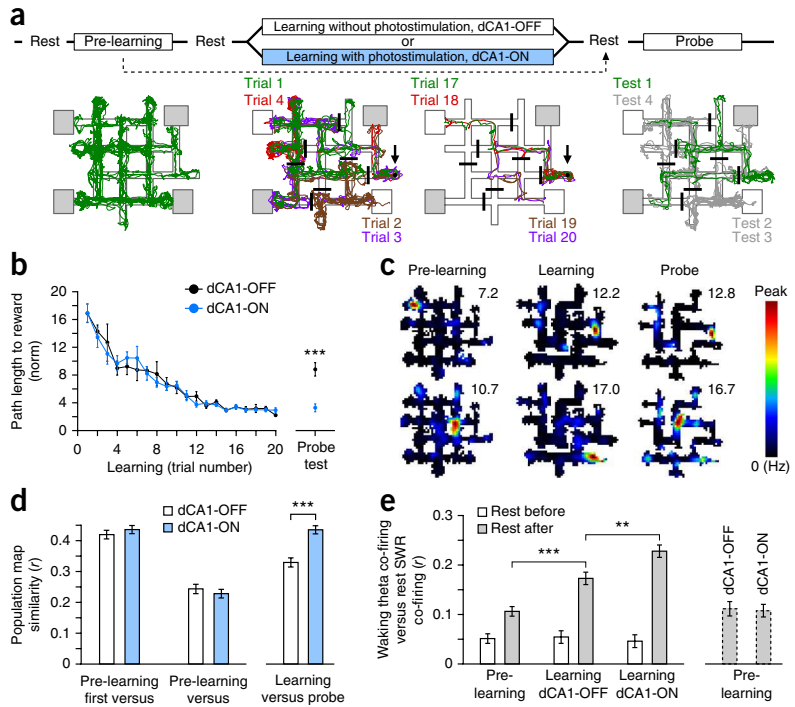 a
Learning without photostimulation, dCA1-OFF
Rest
Pre-learning
Rest
or
Rest
Probe
Learning with photostimulation, dCA1-ON
Trial 1
Trial 4
Trial 17
Trial 18
Test 1
Test 4
Trial 2
Trial 3
Trial 19
Trial 20
Test 2
Test 3
b
dCA1-OFF
dCA1-ON
Path length to reward
(norm)
20
16
12
8
4
0
***
0
4
8
12
16
20
Learning (trial number)
Probe
test
c
Pre-learning
Learning
Probe
7.2
12.2
12.8
10.7
17.0
16.7
Peak
0 (Hz)
d
dCA1-OFF
dCA1-ON
***
Population map
similarity (r)
0.4
0.2
0
Pre-learning
first versus
Pre-learning
versus
Learning
versus probe
e
Rest before
Rest after
Waking theta co-firing
versus rest SWR
co-firing (r)
0.3
0.2
0.1
0
***
**
dCA1-OFF
dCA1-ON
Pre-
learning
Learning
dCA1-OFF
Learning
dCA1-ON
Pre-
learning